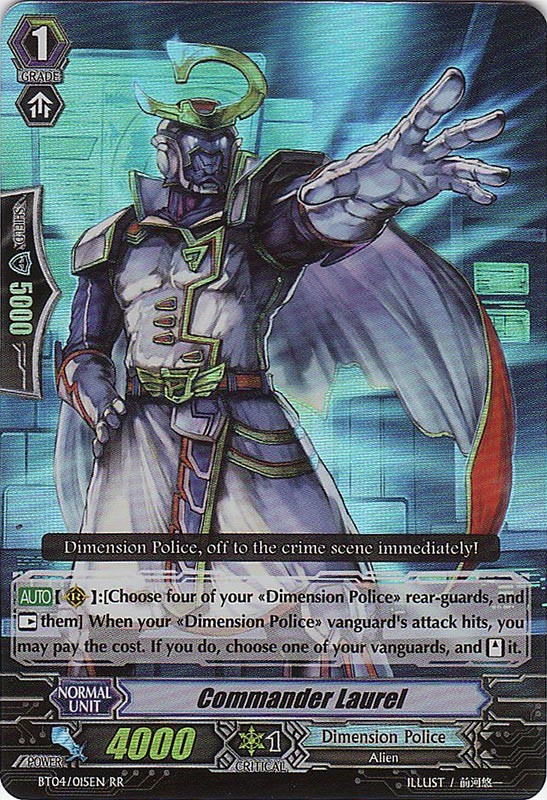 1
GRADE
SHIELD
5000
Dimension Police, off to the crime scene immediately!
AUTO【 】:[Choose four of your «Dimension Police» rear-guards, and
them] When your «Dimension Police» vanguard's attack hits, you
may pay the cost. If you do, choose one of your vanguards, and it.
NORMAL
UNIT
Commander Laurel
POWER
4000
1
CRITICAL
Dimension Police
Alien
BT04/015EN RR
ILLUST / 前河悠一